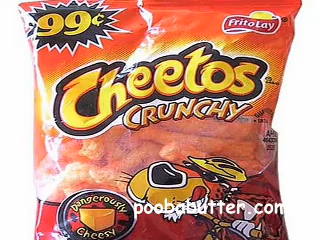 99¢
FritoLay
Cheetos
CRUNCHY
Dangerously
Cheesy
poobabutter.com